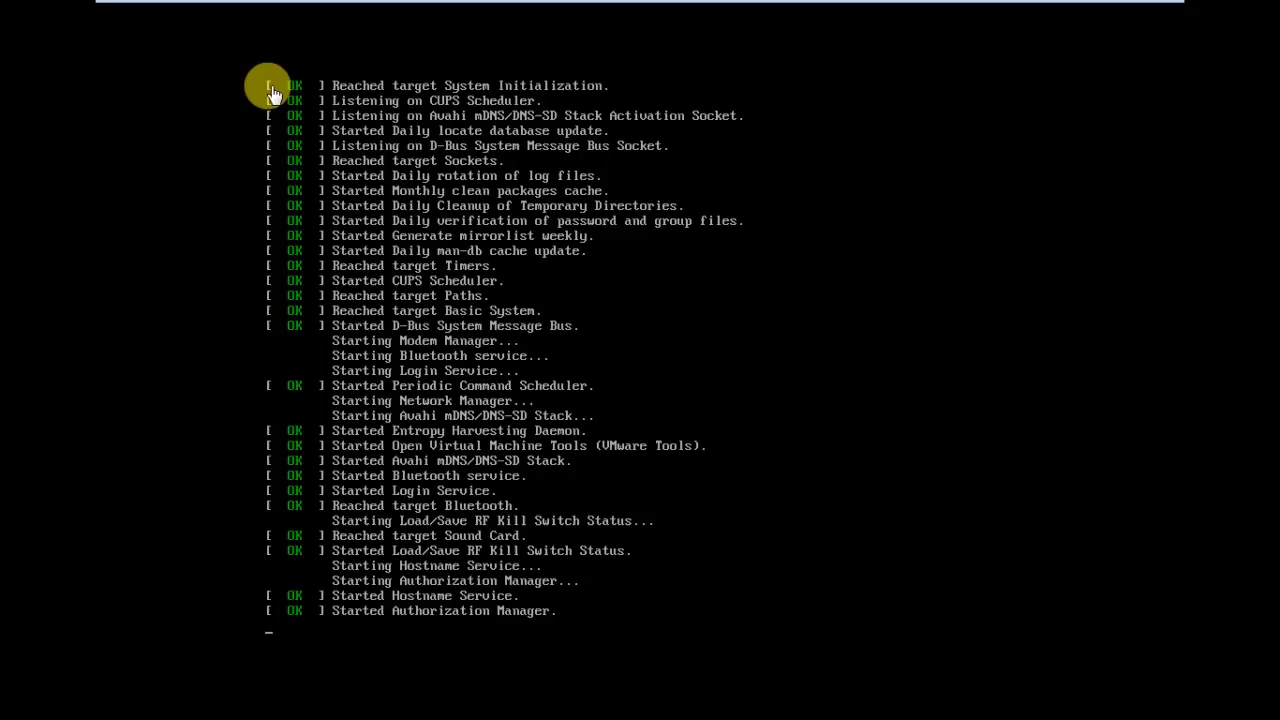 [  OK  ] Reached target System Initialization.
[  OK  ] Listening on CUPS Scheduler.
[  OK  ] Listening on Avahi mDNS/DNS-SD Stack Activation Socket.
[  OK  ] Started Daily locate database update.
[  OK  ] Listening on D-Bus System Message Bus Socket.
[  OK  ] Reached target Sockets.
[  OK  ] Started Daily rotation of log files.
[  OK  ] Started Monthly clean packages cache.
[  OK  ] Started Daily Cleanup of Temporary Directories.
[  OK  ] Started Daily verification of password and group files.
[  OK  ] Started Generate mirrorlist weekly.
[  OK  ] Started Daily man-db cache update.
[  OK  ] Reached target Timers.
[  OK  ] Started CUPS Scheduler.
[  OK  ] Reached target Paths.
[  OK  ] Reached target Basic System.
[  OK  ] Started D-Bus System Message Bus.
Starting Modem Manager...
Starting Bluetooth service...
Starting Login Service...
[  OK  ] Started Periodic Command Scheduler.
Starting Network Manager...
Starting Avahi mDNS/DNS-SD Stack...
[  OK  ] Started Entropy Harvesting Daemon.
[  OK  ] Started Open Virtual Machine Tools (VMware Tools).
[  OK  ] Started Avahi mDNS/DNS-SD Stack.
[  OK  ] Started Bluetooth service.
[  OK  ] Started Login Service.
[  OK  ] Reached target Bluetooth.
Starting Load/Save RF Kill Switch Status...
[  OK  ] Reached target Sound Card.
[  OK  ] Started Load/Save RF Kill Switch Status.
Starting Hostname Service...
Starting Authorization Manager...
[  OK  ] Started Hostname Service.
[  OK  ] Started Authorization Manager.